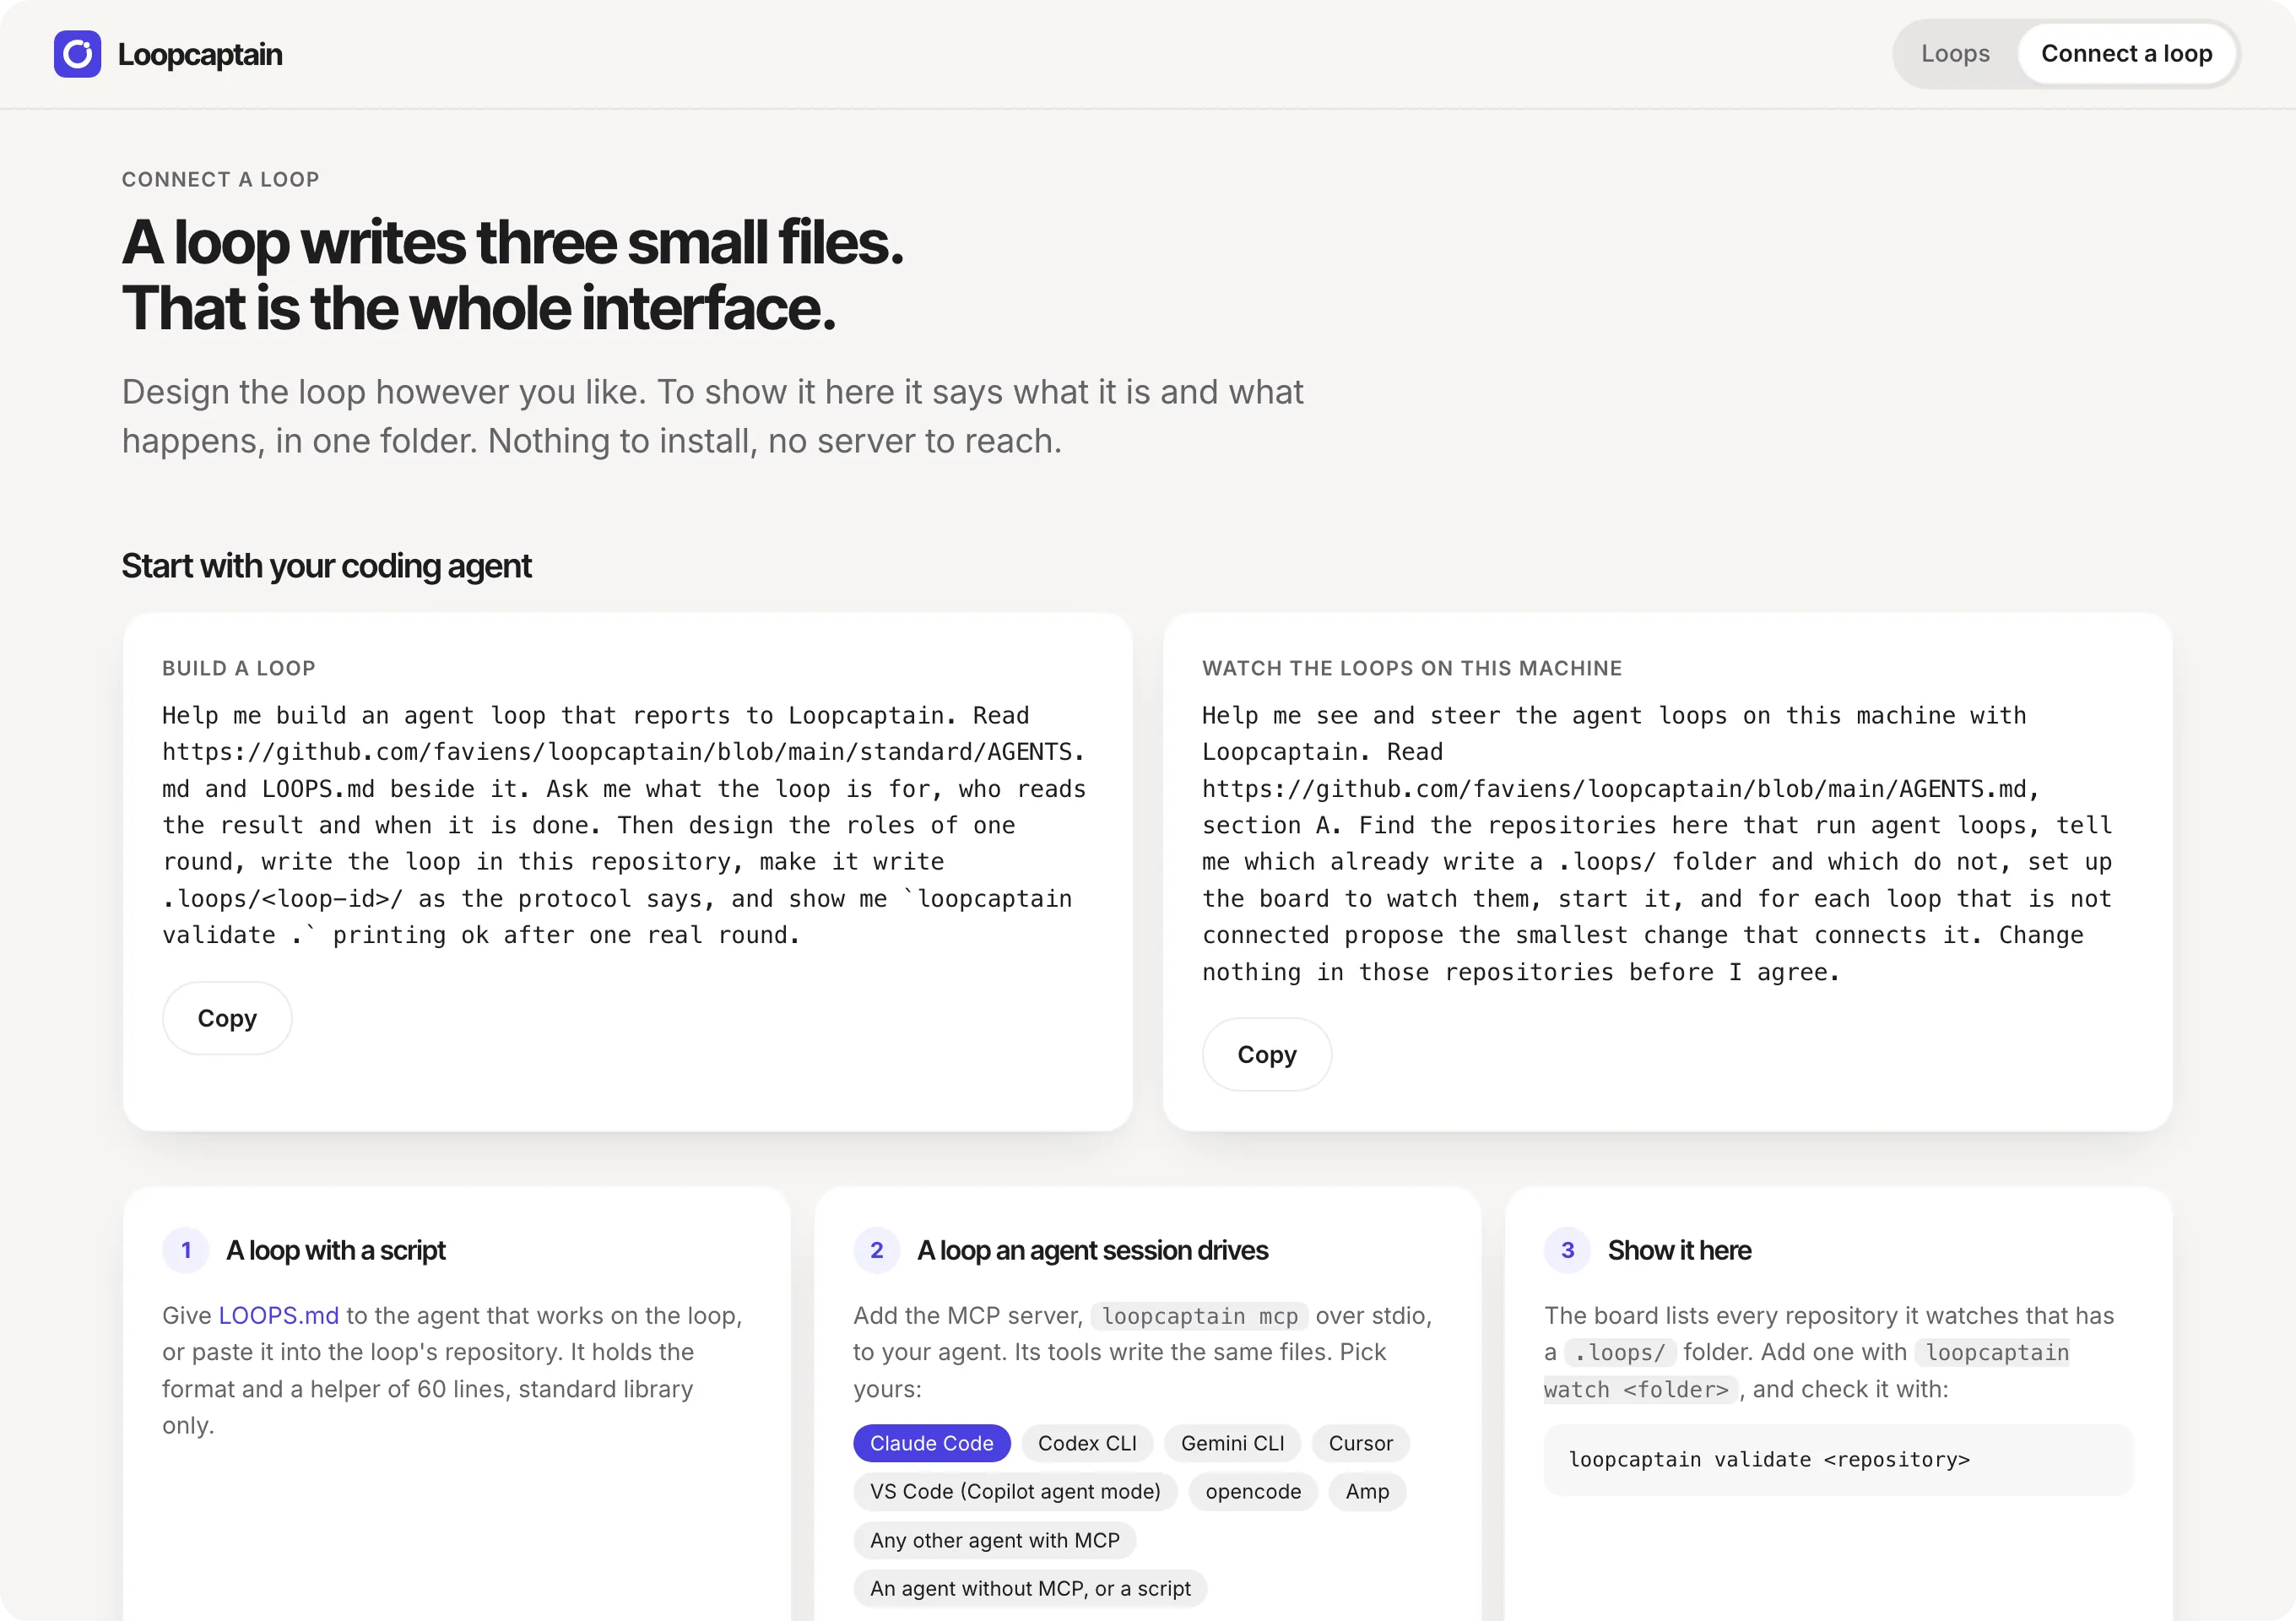 Loopcaptain
Loops
Connect a loop
CONNECT A LOOP
A loop writes three small files.
That is the whole interface.
Design the loop however you like. To show it here it says what it is and what
happens, in one folder. Nothing to install, no server to reach.
Start with your coding agent
BUILD A LOOP
Help me build an agent loop that reports to Loopcaptain. Read
https://github.com/faviens/loopcaptain/blob/main/standard/AGENTS.
md and LOOPS.md beside it. Ask me what the loop is for, who reads
the result and when it is done. Then design the roles of one
round, write the loop in this repository, make it write
.loops/<loop-id>/ as the protocol says, and show me `loopcaptain
validate .` printing ok after one real round.
Copy
WATCH THE LOOPS ON THIS MACHINE
Help me see and steer the agent loops on this machine with
Loopcaptain. Read
https://github.com/faviens/loopcaptain/blob/main/AGENTS.md,
section A. Find the repositories here that run agent loops, tell
me which already write a .loops/ folder and which do not, set up
the board to watch them, start it, and for each loop that is not
connected propose the smallest change that connects it. Change
nothing in those repositories before I agree.
Copy
1
A loop with a script
Give LOOPS.md to the agent that works on the loop,
or paste it into the loop's repository. It holds the
format and a helper of 60 lines, standard library
only.
2
A loop an agent session drives
Add the MCP server, loopcaptain mcp over stdio,
to your agent. Its tools write the same files. Pick
yours:
Claude Code
Codex CLI
Gemini CLI
Cursor
VS Code (Copilot agent mode)
opencode
Amp
Any other agent with MCP
An agent without MCP, or a script
3
Show it here
The board lists every repository it watches that has
a .loops/ folder. Add one with loopcaptain
watch <folder>, and check it with:
loopcaptain validate <repository>